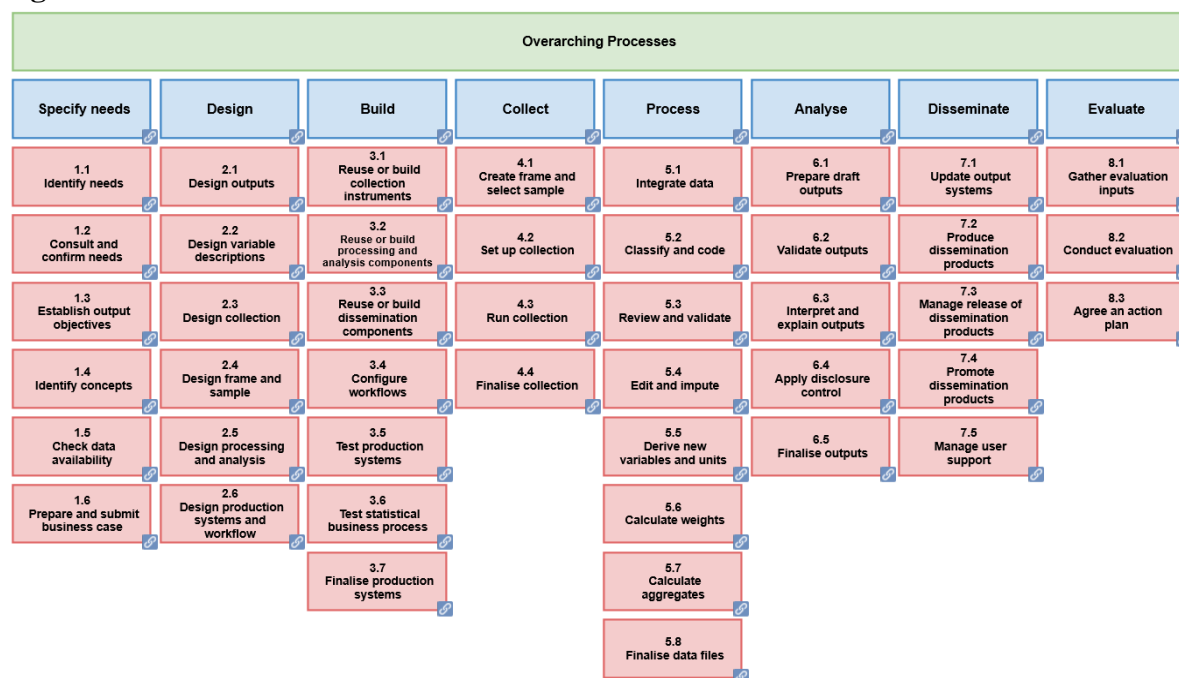 Overarching Processes
Specify needs
Design
Build
Collect
Process
Analyse
Disseminate
Evaluate
1.1
Identify needs
1.2
Consult and
confirm needs
1.3
Establish output
objectives
1.4
Identify concepts
1.5
Check data
availability
1.6
Prepare and submit
business case
2.1
Design outputs
2.2
Design variable
descriptions
2.3
Design collection
2.4
Design frame and
sample
2.5
Design processing
and analysis
2.6
Design production
systems and
workflow
3.1
Reuse or build
collection
instruments
3.2
Reuse or build
processing and
analysis components
3.3
Reuse or build
dissemination
components
3.4
Configure
workflows
3.5
Test production
systems
3.6
Test statistical
business process
3.7
Finalise production
systems
4.1
Create frame and
select sample
4.2
Set up collection
4.3
Run collection
4.4
Finalise collection
5.1
Integrate data
5.2
Classify and code
5.3
Review and validate
5.4
Edit and impute
5.5
Derive new
variables and units
5.6
Calculate weights
5.7
Calculate
aggregates
5.8
Finalise data files
6.1
Prepare draft
outputs
6.2
Validate outputs
6.3
Interpret and
explain outputs
6.4
Apply disclosure
control
6.5
Finalise outputs
7.1
Update output
systems
7.2
Produce
dissemination
products
7.3
Manage release of
dissemination
products
7.4
Promote
dissemination
products
7.5
Manage user
support
8.1
Gather evaluation
inputs
8.2
Conduct evaluation
8.3
Agree an action
plan